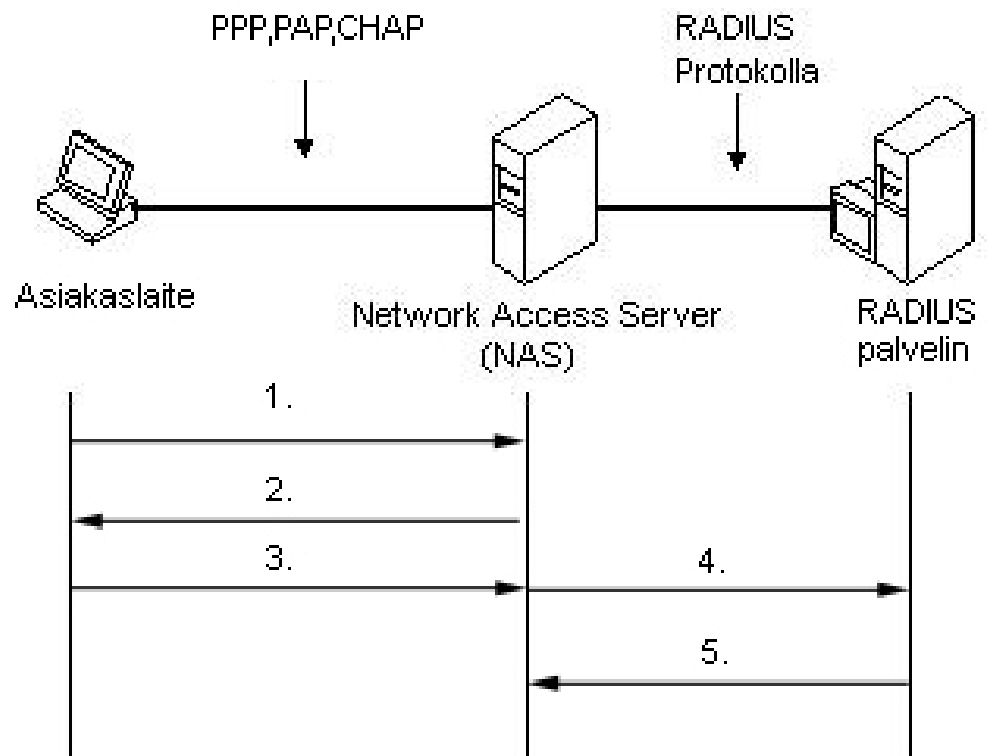 PPP,PAP,CHAP
RADIUS
Protokolla
Asiakaslaite
Network Access Server
(NAS)
RADIUS
palvelin
1.
2.
3.
4.
5.